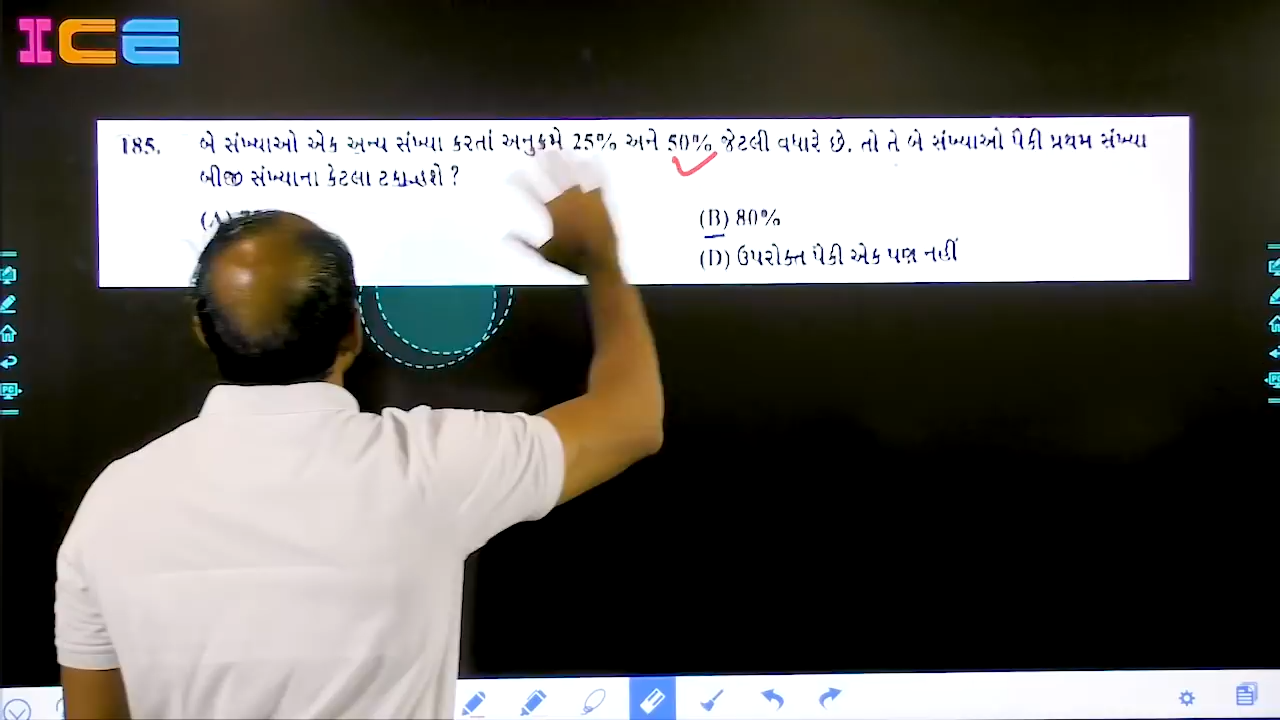 ICE
185. બે સંખ્યાઓ એક અન્ય સંખ્યા કરતાં અનુક્રમે 25% અને 50% જેટલી વધારે છે. તો તે બે સંખ્યાઓ પૈકી પ્રથમ સંખ્યા
બીજી સંખ્યાના કેટલા ટકા હશે ?
(A)
(B) 80%
(D) ઉપરોક્ત પૈકી એક પણ નહીં